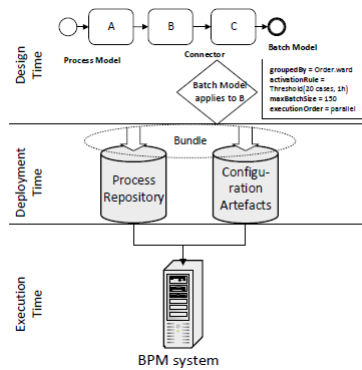 A
B
C
Process Model
Connector
Batch Model
Design
Time
Batch Model
applies to B
groupedBy = Order.ward
activationRule =
Threshold(20 cases, 1h)
maxBatchSize = 150
executionOrder = parallel
Bundle
Deployment
Time
Process
Repository
Configu-
ration
Artefacts
Execution
Time
BPM system